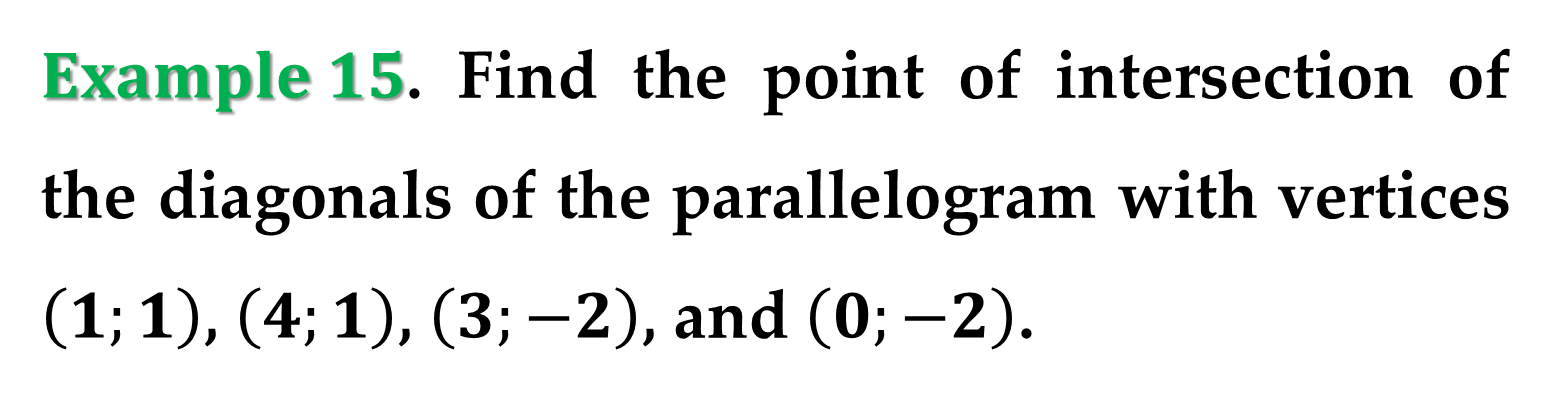 Example 15. Find the point of intersection of
the diagonals of the parallelogram with vertices
(1; 1), (4; 1), (3; −2), and (0; −2).